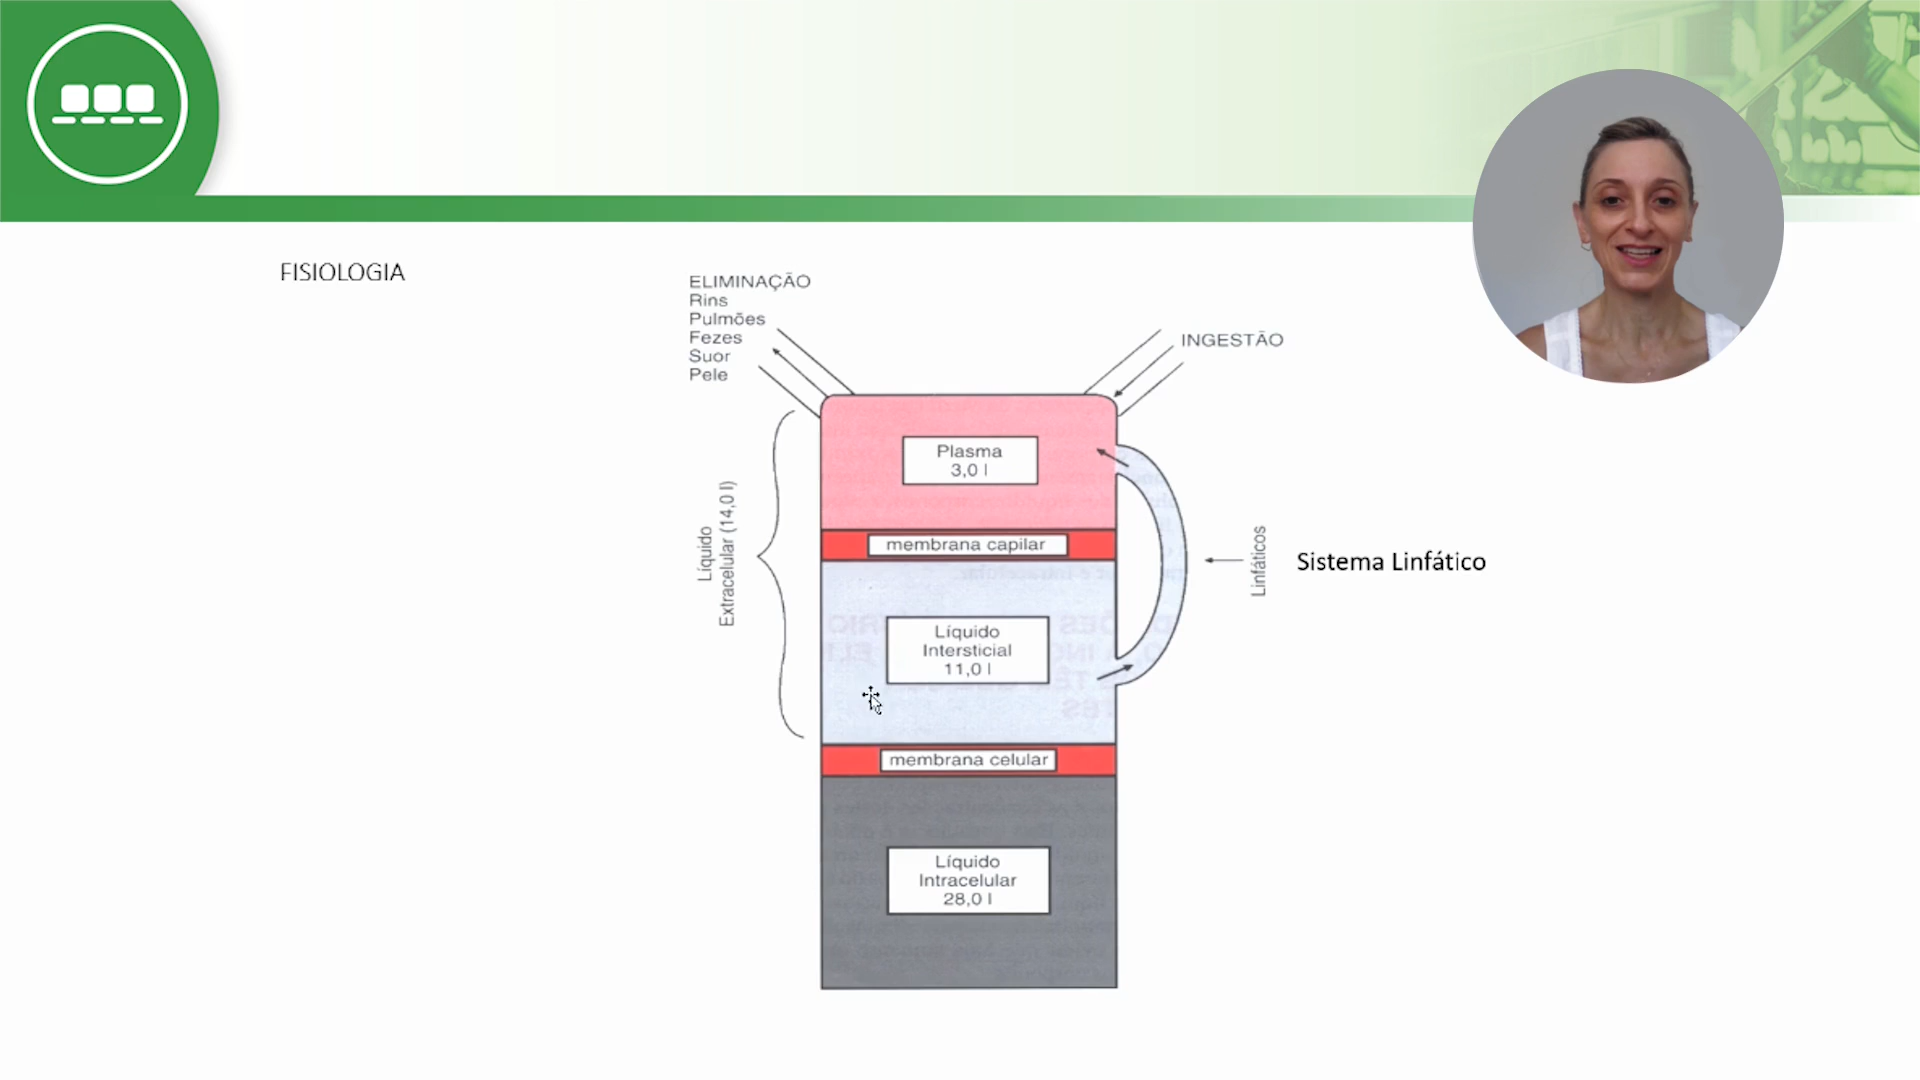 FISIOLOGIA
ELIMINAÇÃO
Rins
Pulmões
Fezes
Suor
Pele
INGESTÃO
Plasma
3,0 l
membrana capilar
Líquido
Extracelular (14,0 l)
Linfáticos
Sistema Linfático
Líquido
Intersticial
11,0 l
membrana celular
Líquido
Intracelular
28,0 l